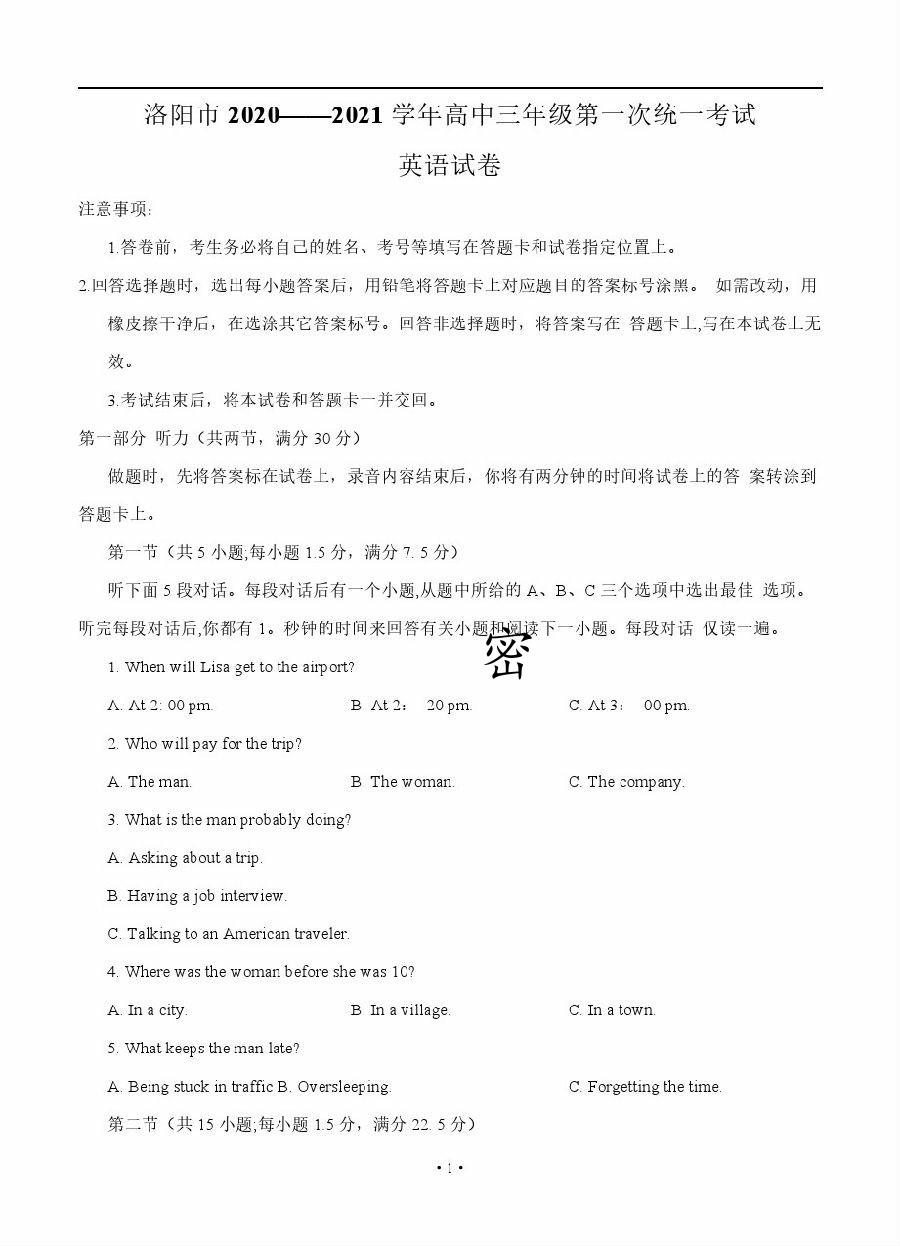 洛阳市 2020——2021 学年高中三年级第一次统一考试
英语试卷
注意事项:
1.答卷前，考生务必将自己的姓名、考号等填写在答题卡和试卷指定位置上。
2.回答选择题时，选出每小题答案后，用铅笔将答题卡上对应题目的答案标号涂黑。 如需改动，用
橡皮擦干净后，在选涂其它答案标号。回答非选择题时，将答案写在 答题卡上,写在本试卷上无
效。
3.考试结束后，将本试卷和答题卡一并交回。
第一部分 听力（共两节，满分 30 分）
做题时，先将答案标在试卷上，录音内容结束后，你将有两分钟的时间将试卷上的答 案转涂到
答题卡上。
第一节（共 5 小题;每小题 1.5 分，满分 7. 5 分）
听下面 5 段对话。每段对话后有一个小题,从题中所给的 A、B、C 三个选项中选出最佳 选项。
听完每段对话后,你都有 1。秒钟的时间来回答有关小题和阅读下一小题。每段对话 仅读一遍。
密
1. When will Lisa get to the airport?
A. At 2: 00 pm. B. At 2： 20 pm. C. At 3： 00 pm.
2. Who will pay for the trip?
A. The man. B. The woman. C. The company.
3. What is the man probably doing?
A. Asking about a trip.
B. Having a job interview.
C. Talking to an American traveler.
4. Where was the woman before she was 10?
A. In a city. B. In a village. C. In a town.
5. What keeps the man late?
A. Being stuck in traffic B. Oversleeping. C. Forgetting the time.
第二节（共 15 小题;每小题 1.5 分，满分 22. 5 分）
• 1 •